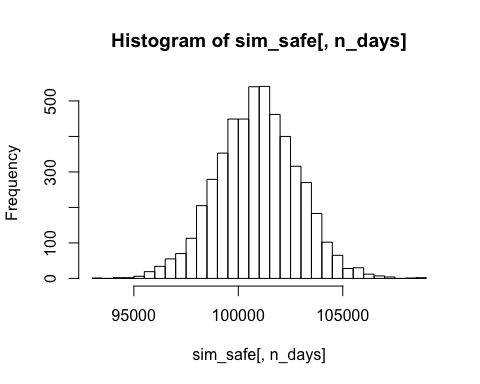 Histogram of sim_safe[, n_days]
Frequency
500
300
100
0
95000 100000 105000
sim_safe[, n_days]